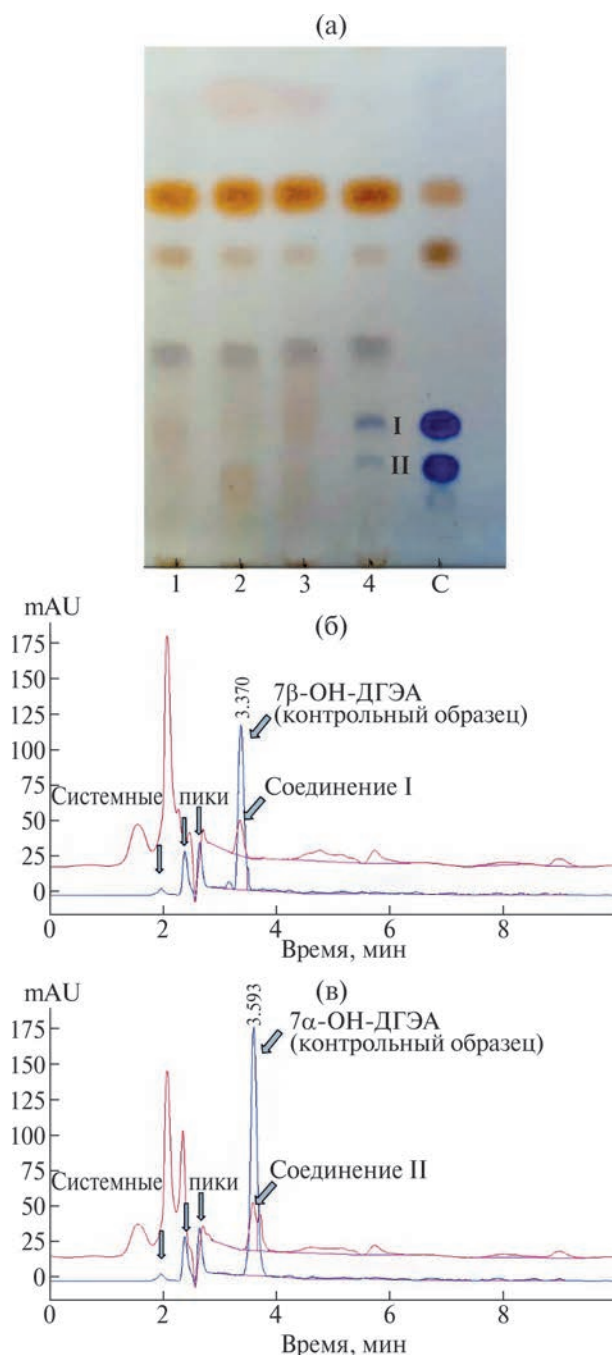 (а)
I
II
1 2 3 4 С
(б)
mAU
175
150
125
100
75
50
25
0
3.370
7β-ОН-ДГЭА
(контрольный образец)
Соединение I
Системные пики
0 2 4 6 8
Время, мин
(в)
mAU
175
150
125
100
75
50
25
0
3.593
7α-ОН-ДГЭА
(контрольный образец)
Соединение II
Системные пики
0 2 4 6 8
Время, мин